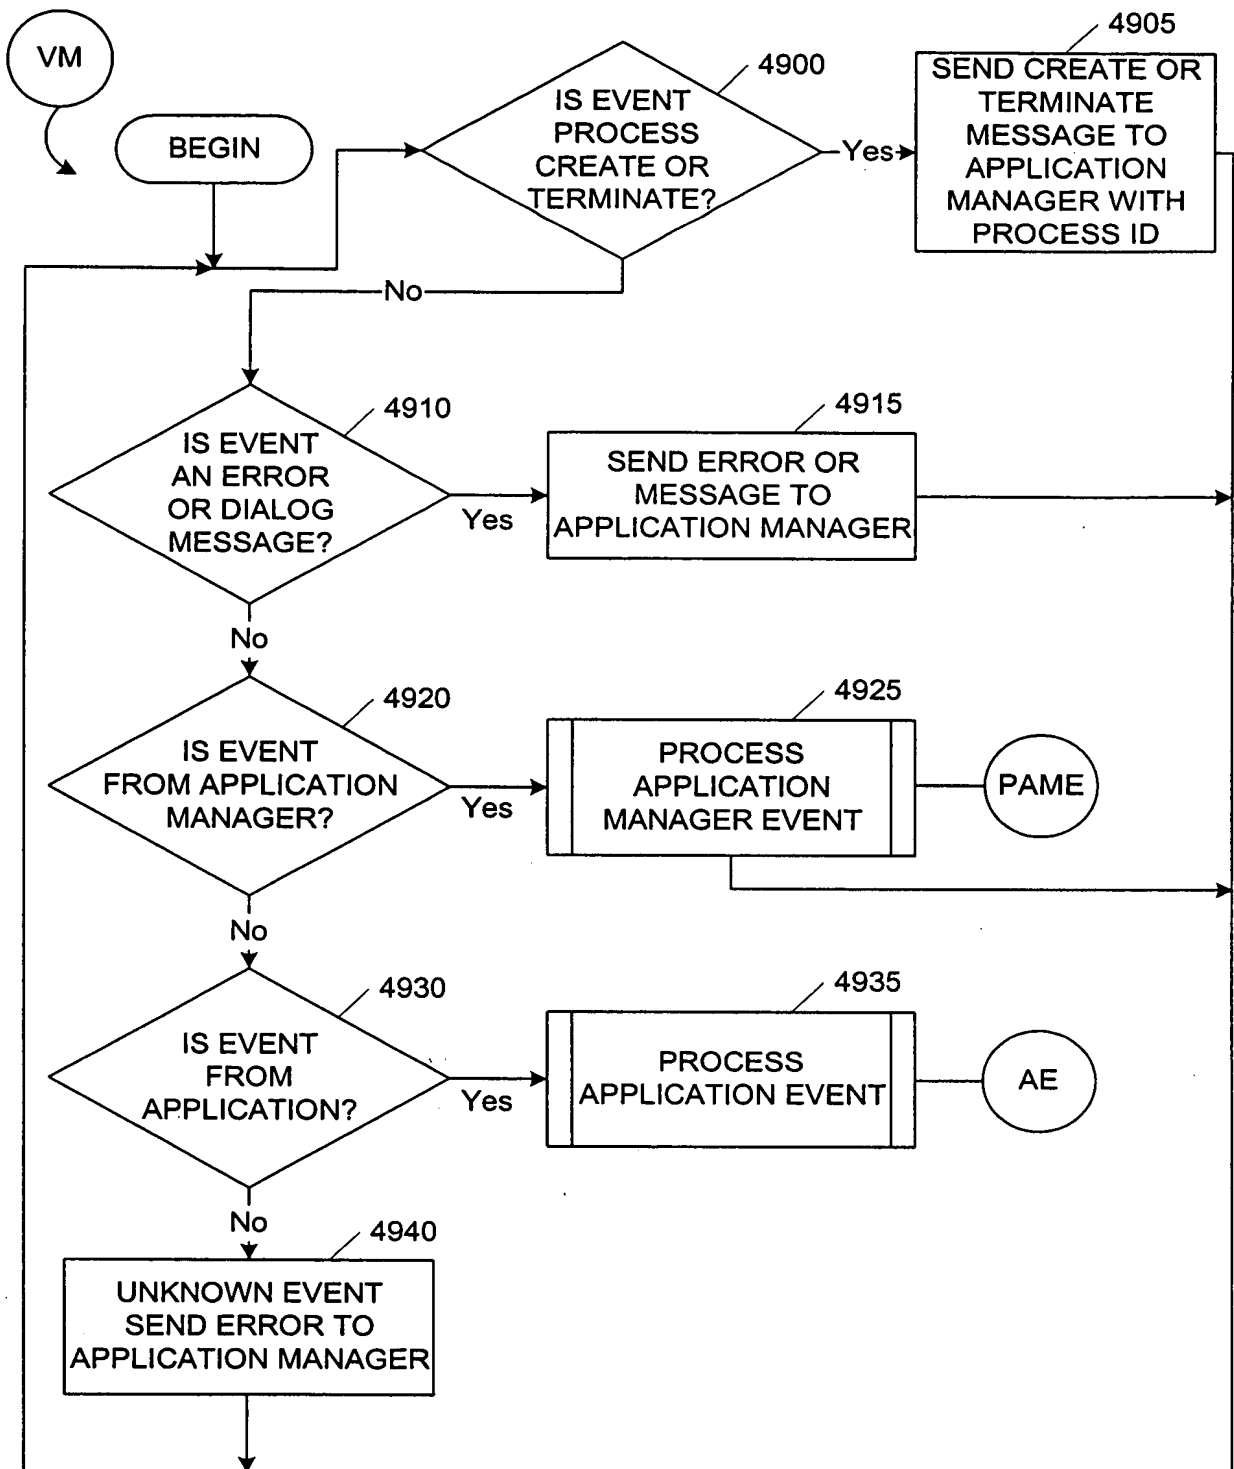 VM
BEGIN
4900
IS EVENT
PROCESS
CREATE OR
TERMINATE?
Yes
4905
SEND CREATE OR
TERMINATE
MESSAGE TO
APPLICATION
MANAGER WITH
PROCESS ID
No
4910
IS EVENT
AN ERROR
OR DIALOG
MESSAGE?
Yes
4915
SEND ERROR OR
MESSAGE TO
APPLICATION MANAGER
No
4920
IS EVENT
FROM APPLICATION
MANAGER?
Yes
4925
PROCESS
APPLICATION
MANAGER EVENT
PAME
No
4930
IS EVENT
FROM
APPLICATION?
Yes
4935
PROCESS
APPLICATION EVENT
AE
No
4940
UNKNOWN EVENT
SEND ERROR TO
APPLICATION MANAGER